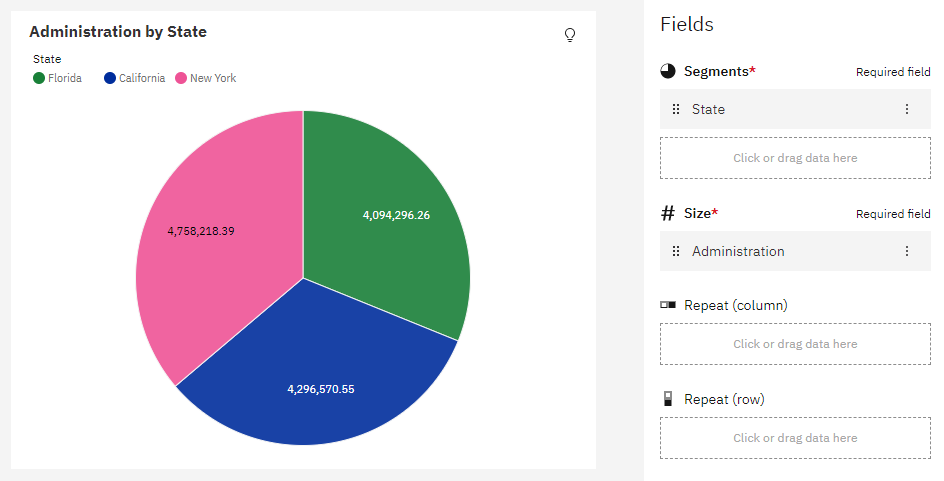 Administration by State
State
Florida California New York
4,094,296.26
4,758,218.39
4,296,570.55
Fields
Segments* Required field
State
Click or drag data here
# Size* Required field
Administration
Repeat (column)
Click or drag data here
Repeat (row)
Click or drag data here